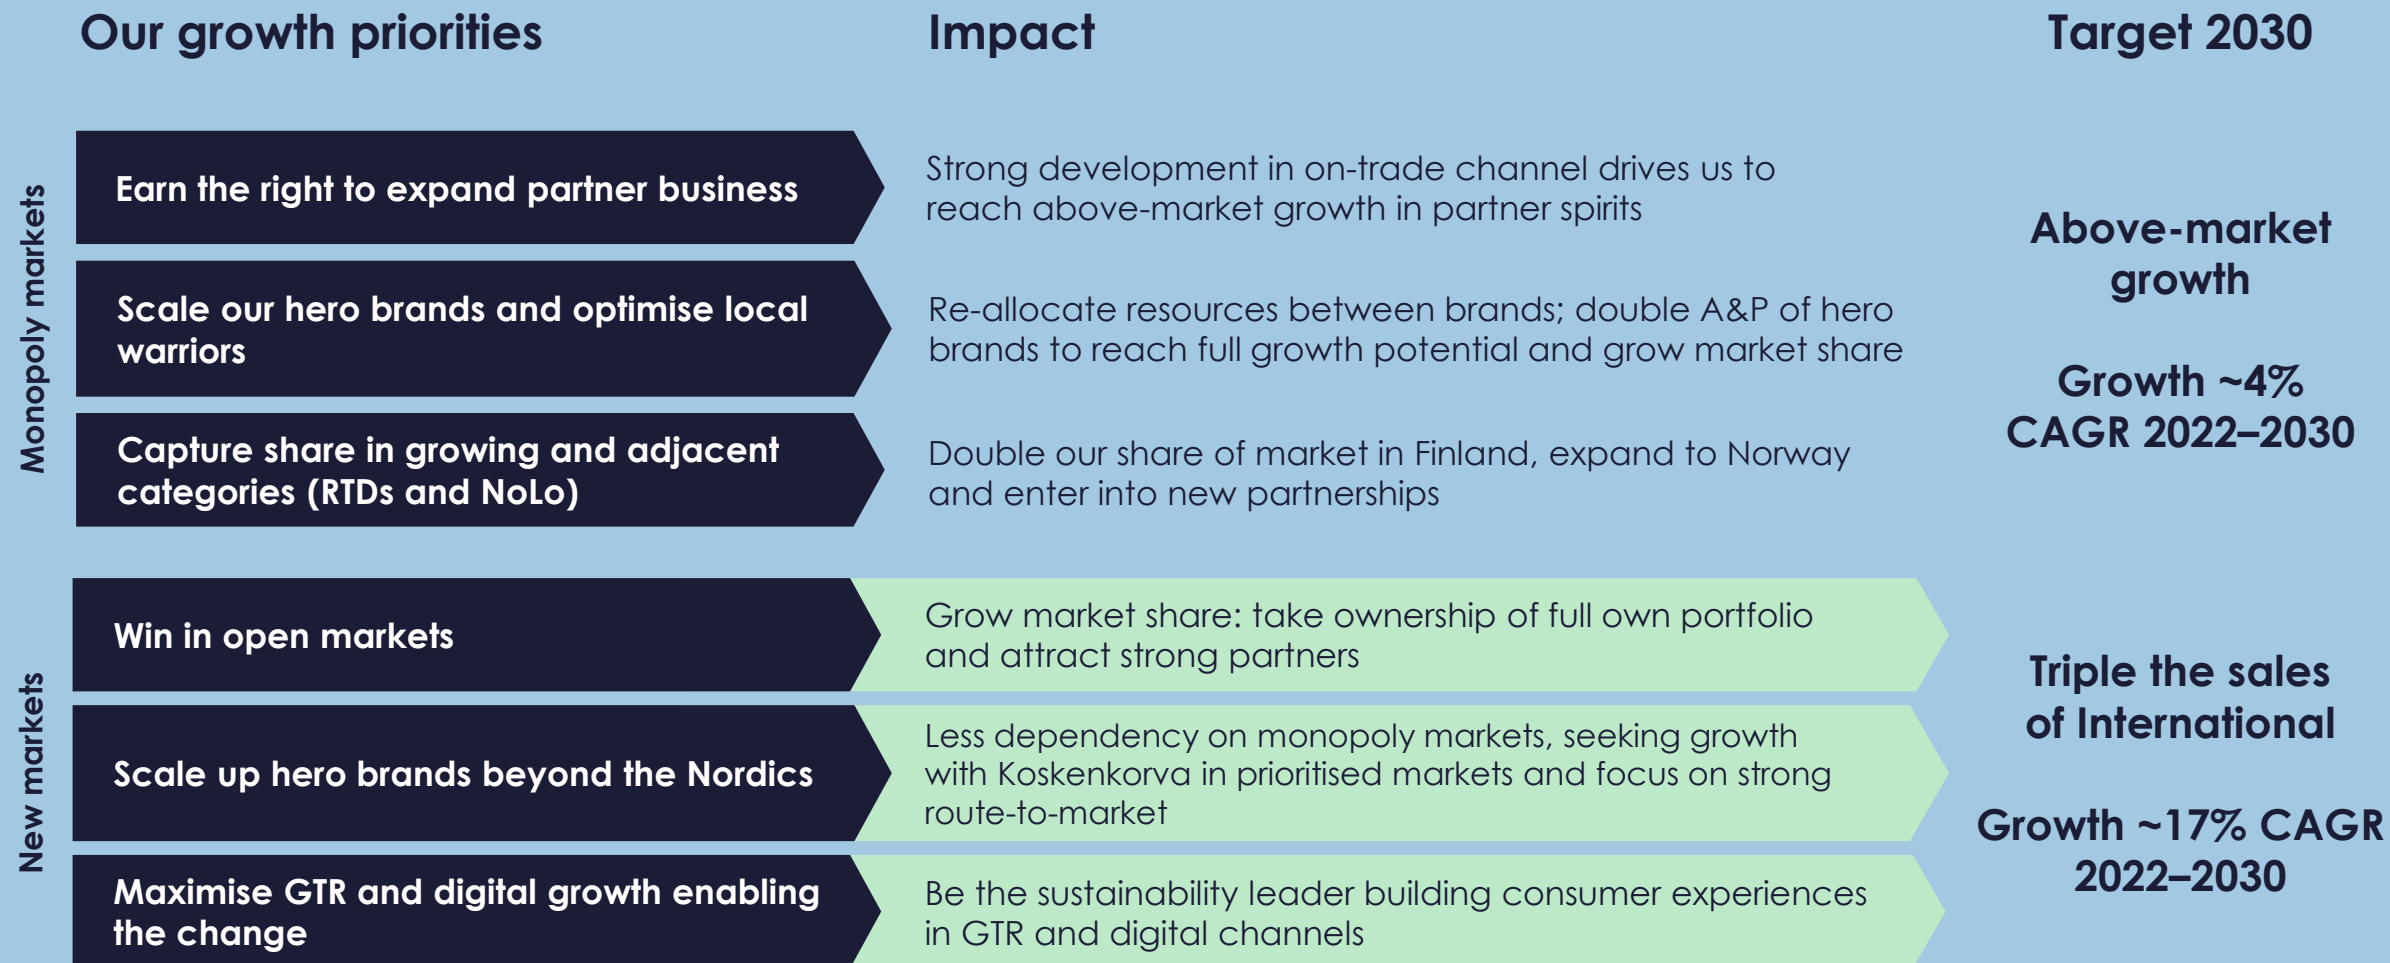 Our growth priorities
Impact
Target 2030
Monopoly markets
Earn the right to expand partner business
Strong development in on-trade channel drives us to
reach above-market growth in partner spirits
Scale our hero brands and optimise local
warriors
Re-allocate resources between brands; double A&P of hero
brands to reach full growth potential and grow market share
Capture share in growing and adjacent
categories (RTDs and NoLo)
Double our share of market in Finland, expand to Norway
and enter into new partnerships
Above-market
growth
Growth ~4%
CAGR 2022–2030
New markets
Win in open markets
Grow market share: take ownership of full own portfolio
and attract strong partners
Scale up hero brands beyond the Nordics
Less dependency on monopoly markets, seeking growth
with Koskenkorva in prioritised markets and focus on strong
route-to-market
Maximise GTR and digital growth enabling
the change
Be the sustainability leader building consumer experiences
in GTR and digital channels
Triple the sales
of International
Growth ~17% CAGR
2022–2030